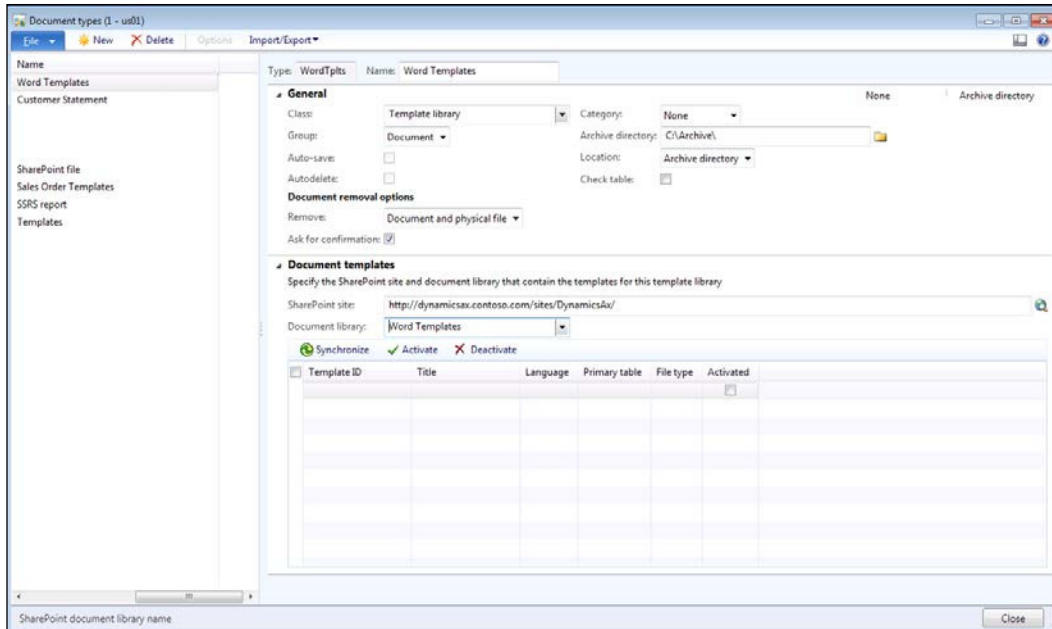 Document types (1 - us01)
File New Delete Options Import/Export
Name
Word Templates
Customer Statement
SharePoint file
Sales Order Templates
SSRS report
Templates
Type: WordTplts Name: Word Templates
General None Archive directory
Class: Template library Category: None
Group: Document Archive directory: C:\Archive\
Auto-save: Location: Archive directory
Autodelete: Check table:
Document removal options
Remove: Document and physical file
Ask for confirmation:
Document templates
Specify the SharePoint site and document library that contain the templates for this template library
SharePoint site: http://dynamicsax.contoso.com/sites/DynamicsAx/
Document library: Word Templates
Synchronize Activate Deactivate
Template ID Title Language Primary table File type Activated
SharePoint document library name Close